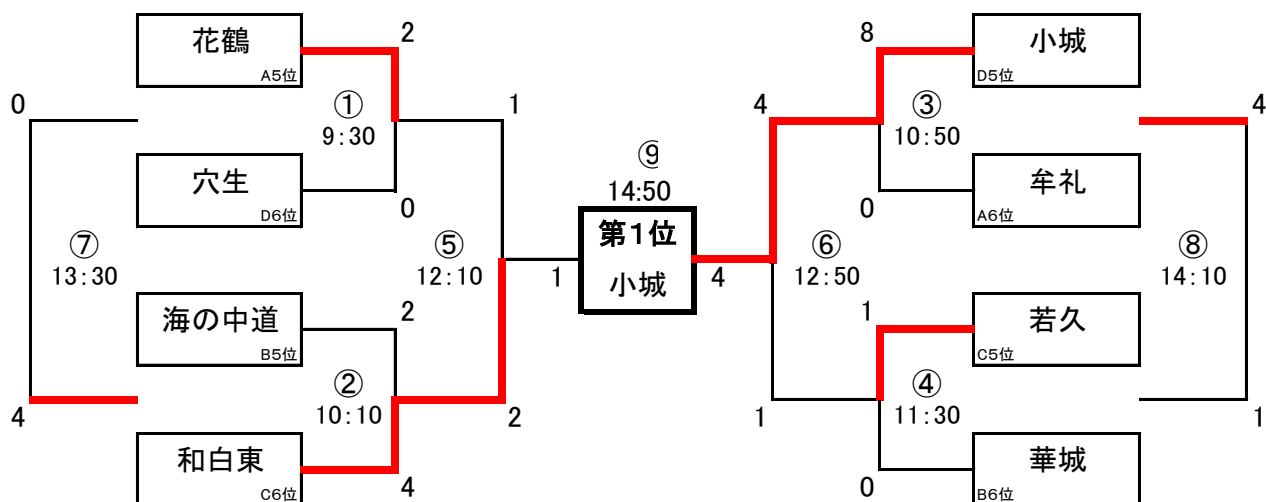 2
8
花鶴
A5位
小城
D5位
0
①
9:30
1
4
③
10:50
4
⑨
14:50
穴生
D6位
0
牟礼
A6位
0
⑦
13:30
⑤
12:10
第1位
小城
1
4
⑥
12:50
⑧
14:10
海の中道
B5位
2
1
若久
C5位
②
10:10
④
11:30
4
2
1
1
和白東
C6位
4
華城
B6位
0